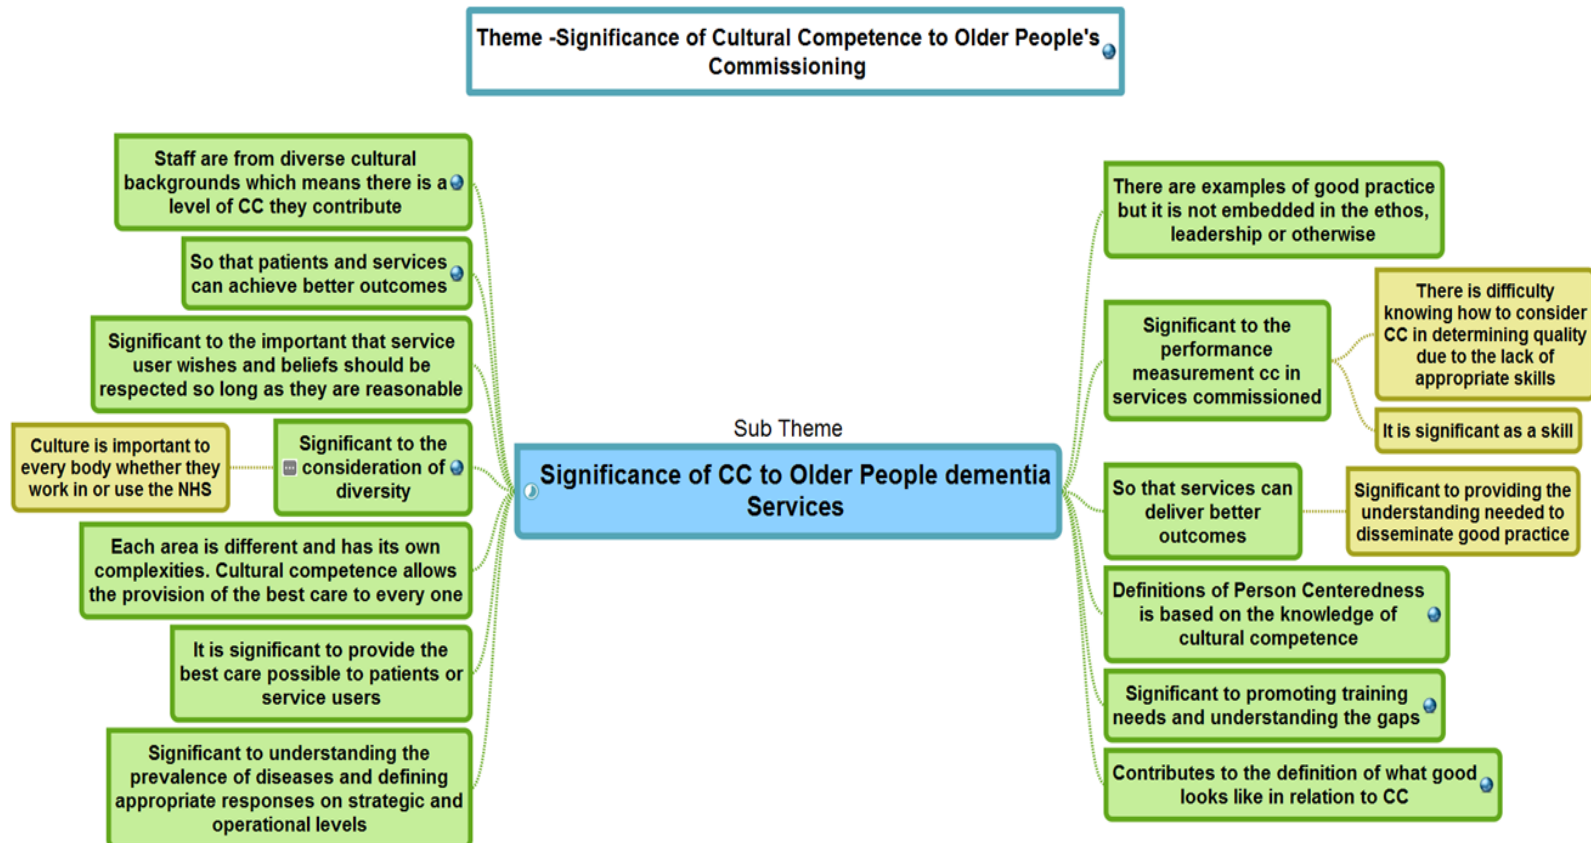 Theme -Significance of Cultural Competence to Older People's
Commissioning
Staff are from diverse cultural
backgrounds which means there is a
level of CC they contribute
So that patients and services
can achieve better outcomes
Significant to the important that service
user wishes and beliefs should be
respected so long as they are reasonable
Culture is important to
every body whether they
work in or use the NHS
Significant to the
consideration of
diversity
Each area is different and has its own
complexities. Cultural competence allows
the provision of the best care to every one
It is significant to provide the
best care possible to patients or
service users
Significant to understanding the
prevalence of diseases and defining
appropriate responses on strategic and
operational levels
Sub Theme
Significance of CC to Older People dementia
Services
There are examples of good practice
but it is not embedded in the ethos,
leadership or otherwise
Significant to the
performance
measurement cc in
services commissioned
There is difficulty
knowing how to consider
CC in determining quality
due to the lack of
appropriate skills
It is significant as a skill
So that services can
deliver better
outcomes
Significant to providing the
understanding needed to
disseminate good practice
Definitions of Person Centeredness
is based on the knowledge of
cultural competence
Significant to promoting training
needs and understanding the gaps
Contributes to the definition of what good
looks like in relation to CC